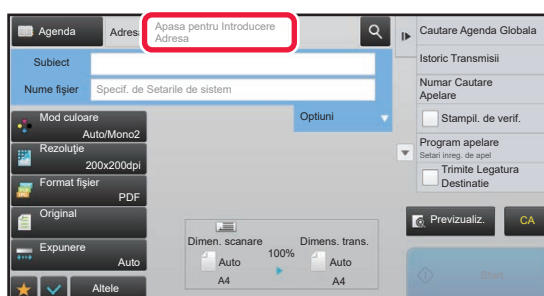 Agenda
Adres
Apasa pentru Introducere
Adresa
Subiect
Nume fişier
Specif. de Setarile de sistem
Optiuni
Mod culoare
Auto/Mono2
Rezoluţie
200x200dpi
Format fişier
PDF
Original
Expunere
Auto
Altele
Dimen. scanare
100%
Dimens. trans.
Auto
A4
Auto
A4
Cautare Agenda Globala
Istoric Transmisii
Numar Cautare
Apelare
Stampil. de verif.
Program apelare
Setari inreg. de apel
Trimite Legatura
Destinatie
Previzualiz.
CA
Start